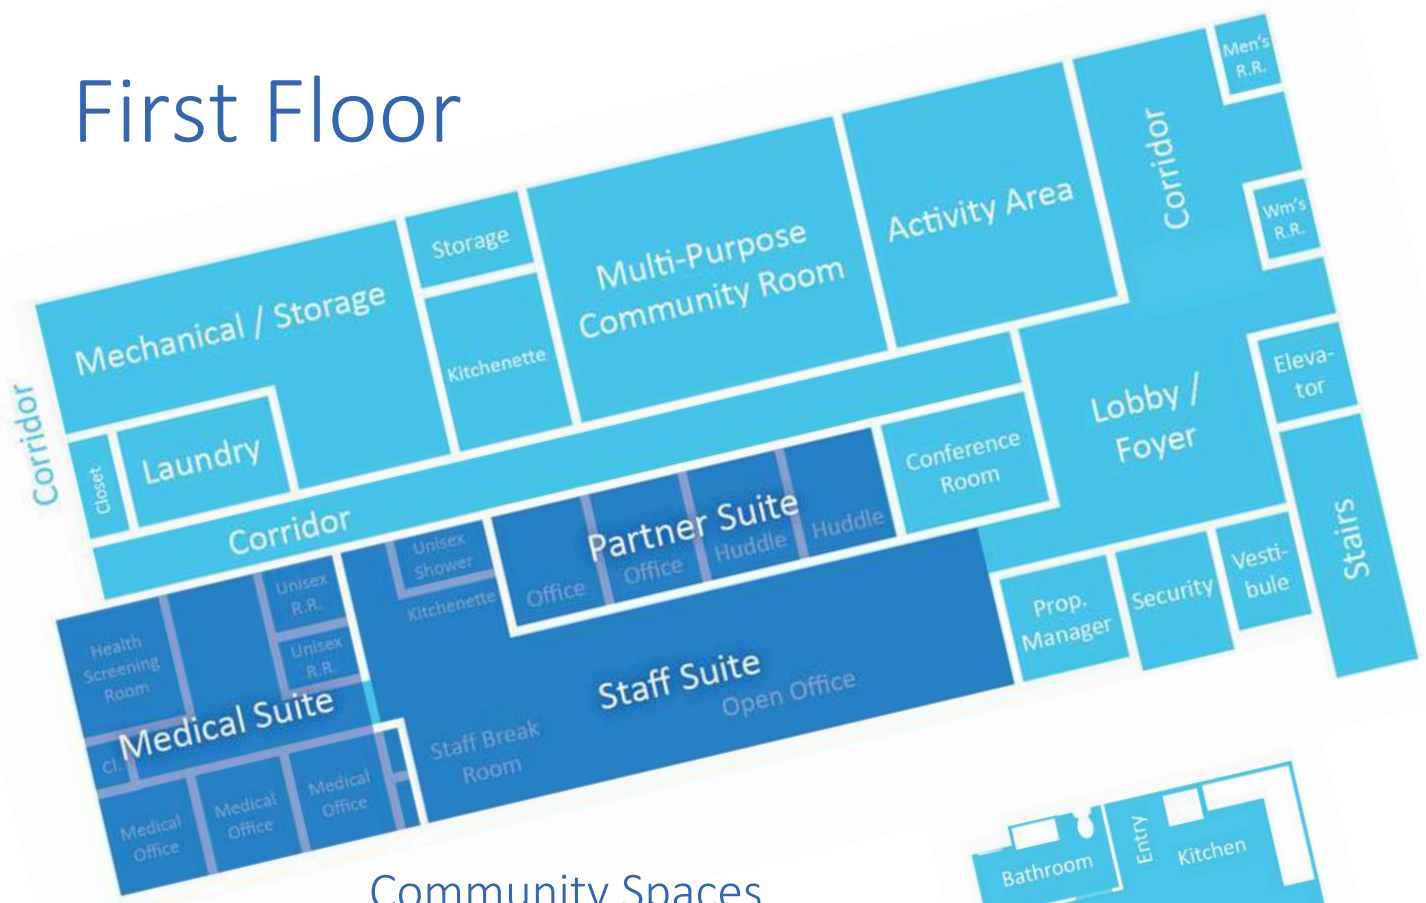 First Floor
Men's
R.R.
Corridor
Wm's
R.R.
Activity Area
Multi-Purpose
Community Room
Storage
Kitchenette
Mechanical / Storage
Corridor
Closet
Laundry
Corridor
Lobby /
Foyer
Eleva-
tor
Stairs
Conference
Room
Partner Suite
Office
Office
Huddle
Huddle
Unisex
Shower
Kitchenette
Unisex
R.R.
Unisex
R.R.
Health
Screening
Room
Medical Suite
Cl.
Medical
Office
Medical
Office
Medical
Office
Staff Suite
Open Office
Staff Break
Room
Prop.
Manager
Security
Vesti-
bule
Community Spaces
Bathroom
Entry
Kitchen